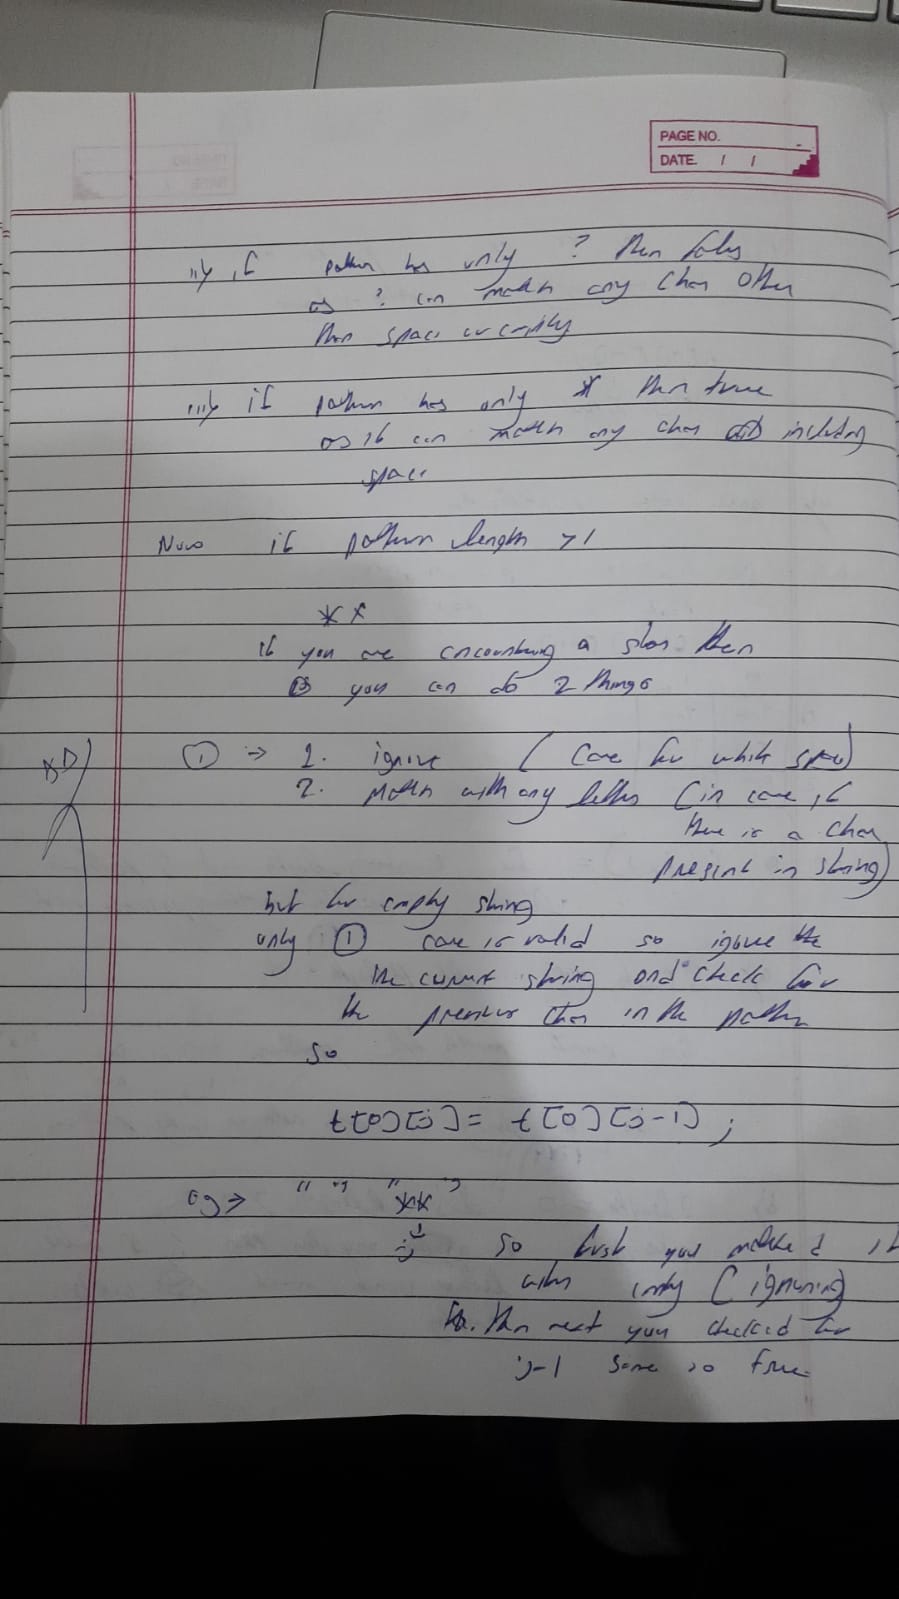 PAGE NO.
DATE. / /
ii) if pattern has only ? then false
as ? can match any char other
than space or empty
iii) if pattern has only * then true
as it can match any char including
space
Now if pattern length > 1
* *
if you are encountering a star then
you can do 2 things
① → 1. ignore ( Case for white space)
2. Match with any letter (in case if
there is a char
present in string)
but for empty string
only ① case is valid so ignore the
the current string and check for
the previous char in the pattern
so
t[0][j] = t[0][j-1];
eg → " " , "**"
j so first you it
with empty (ignoring)
then next you checked for
j-1 same so true